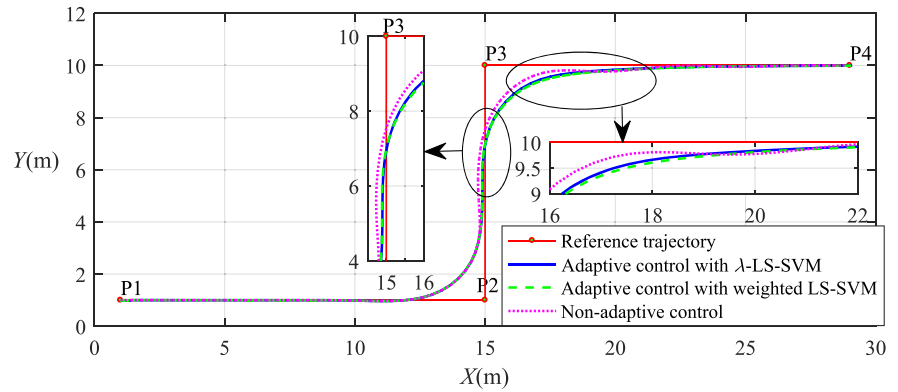 12
10
8
6
4
2
0
Y(m)
P3
10
8
6
4
15 16
P3
P4
10
9.5
9
16 18 20 22
P1
P2
Reference trajectory
Adaptive control with λ-LS-SVM
Adaptive control with weighted LS-SVM
Non-adaptive control
0 5 10 15 20 25 30
X(m)